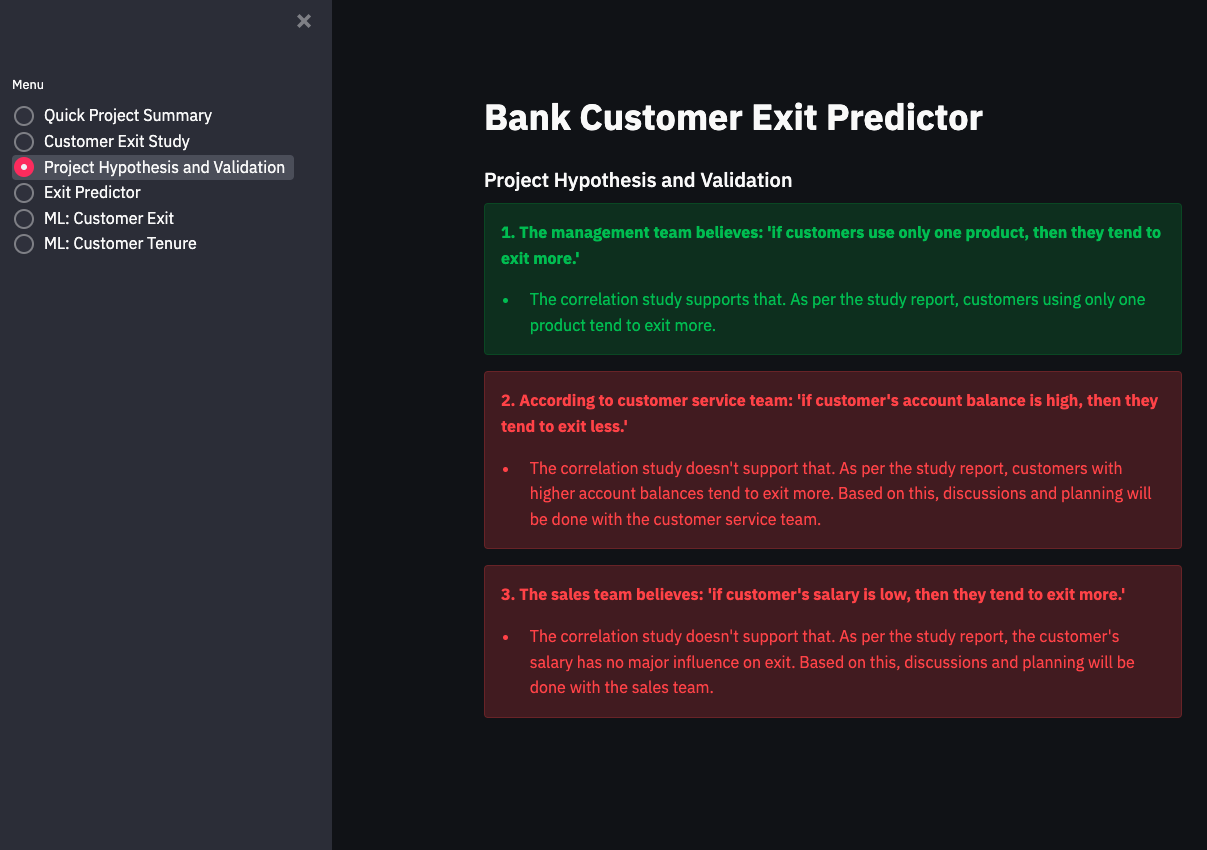 Menu
Quick Project Summary
Customer Exit Study
Project Hypothesis and Validation
Exit Predictor
ML: Customer Exit
ML: Customer Tenure
Bank Customer Exit Predictor
Project Hypothesis and Validation
1. The management team believes: 'if customers use only one product, then they tend to
exit more.'
• The correlation study supports that. As per the study report, customers using only one
product tend to exit more.
2. According to customer service team: 'if customer's account balance is high, then they
tend to exit less.'
• The correlation study doesn't support that. As per the study report, customers with
higher account balances tend to exit more. Based on this, discussions and planning will
be done with the customer service team.
3. The sales team believes: 'if customer's salary is low, then they tend to exit more.'
• The correlation study doesn't support that. As per the study report, the customer's
salary has no major influence on exit. Based on this, discussions and planning will be
done with the sales team.